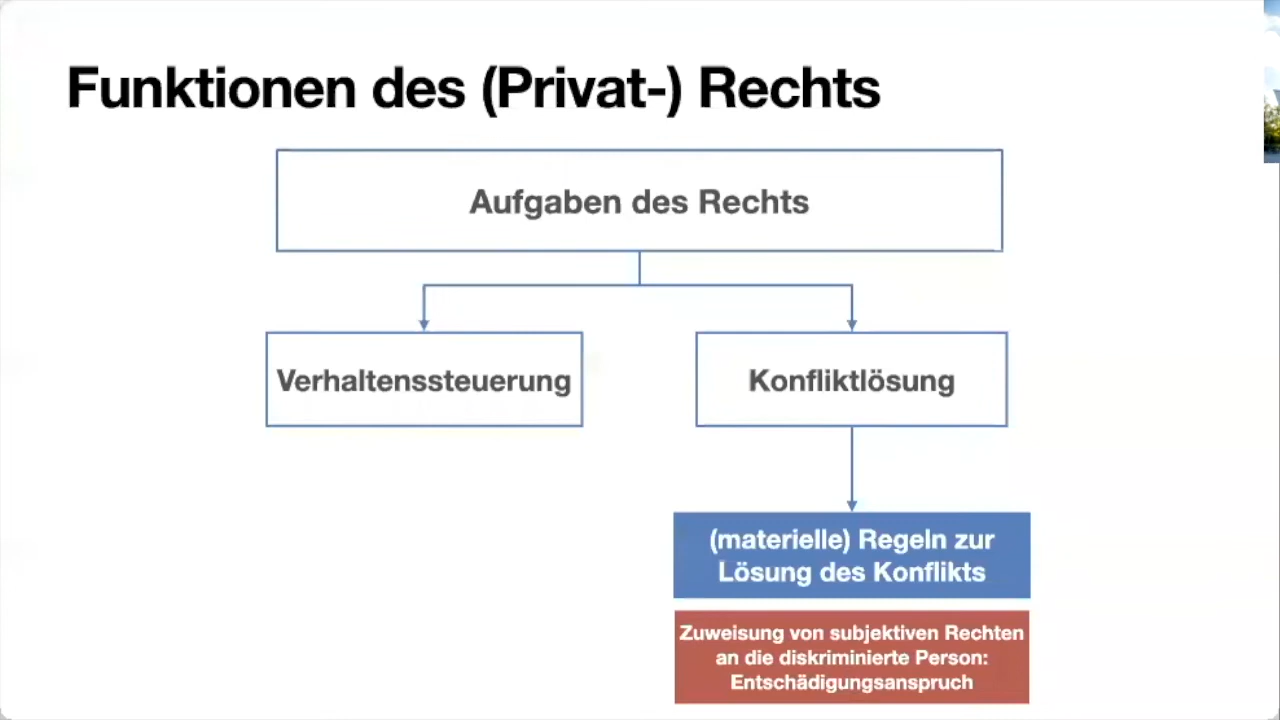 Funktionen des (Privat-) Rechts
Aufgaben des Rechts
Verhaltenssteuerung
Konfliktlösung
(materielle) Regeln zur
Lösung des Konflikts
Zuweisung von subjektiven Rechten
an die diskriminierte Person:
Entschädigungsanspruch